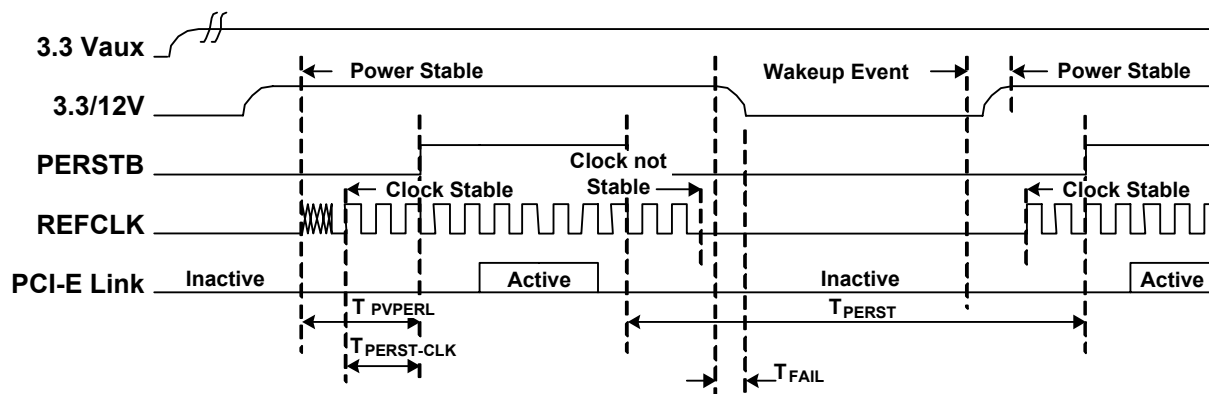 3.3 Vaux
Power Stable
Wakeup Event
Power Stable
3.3/12V
PERSTB
Clock not
Stable
Clock Stable
Clock Stable
REFCLK
PCI-E Link
Inactive
Active
Inactive
Active
T PVPERL
TPERST
TPERST-CLK
TFAIL